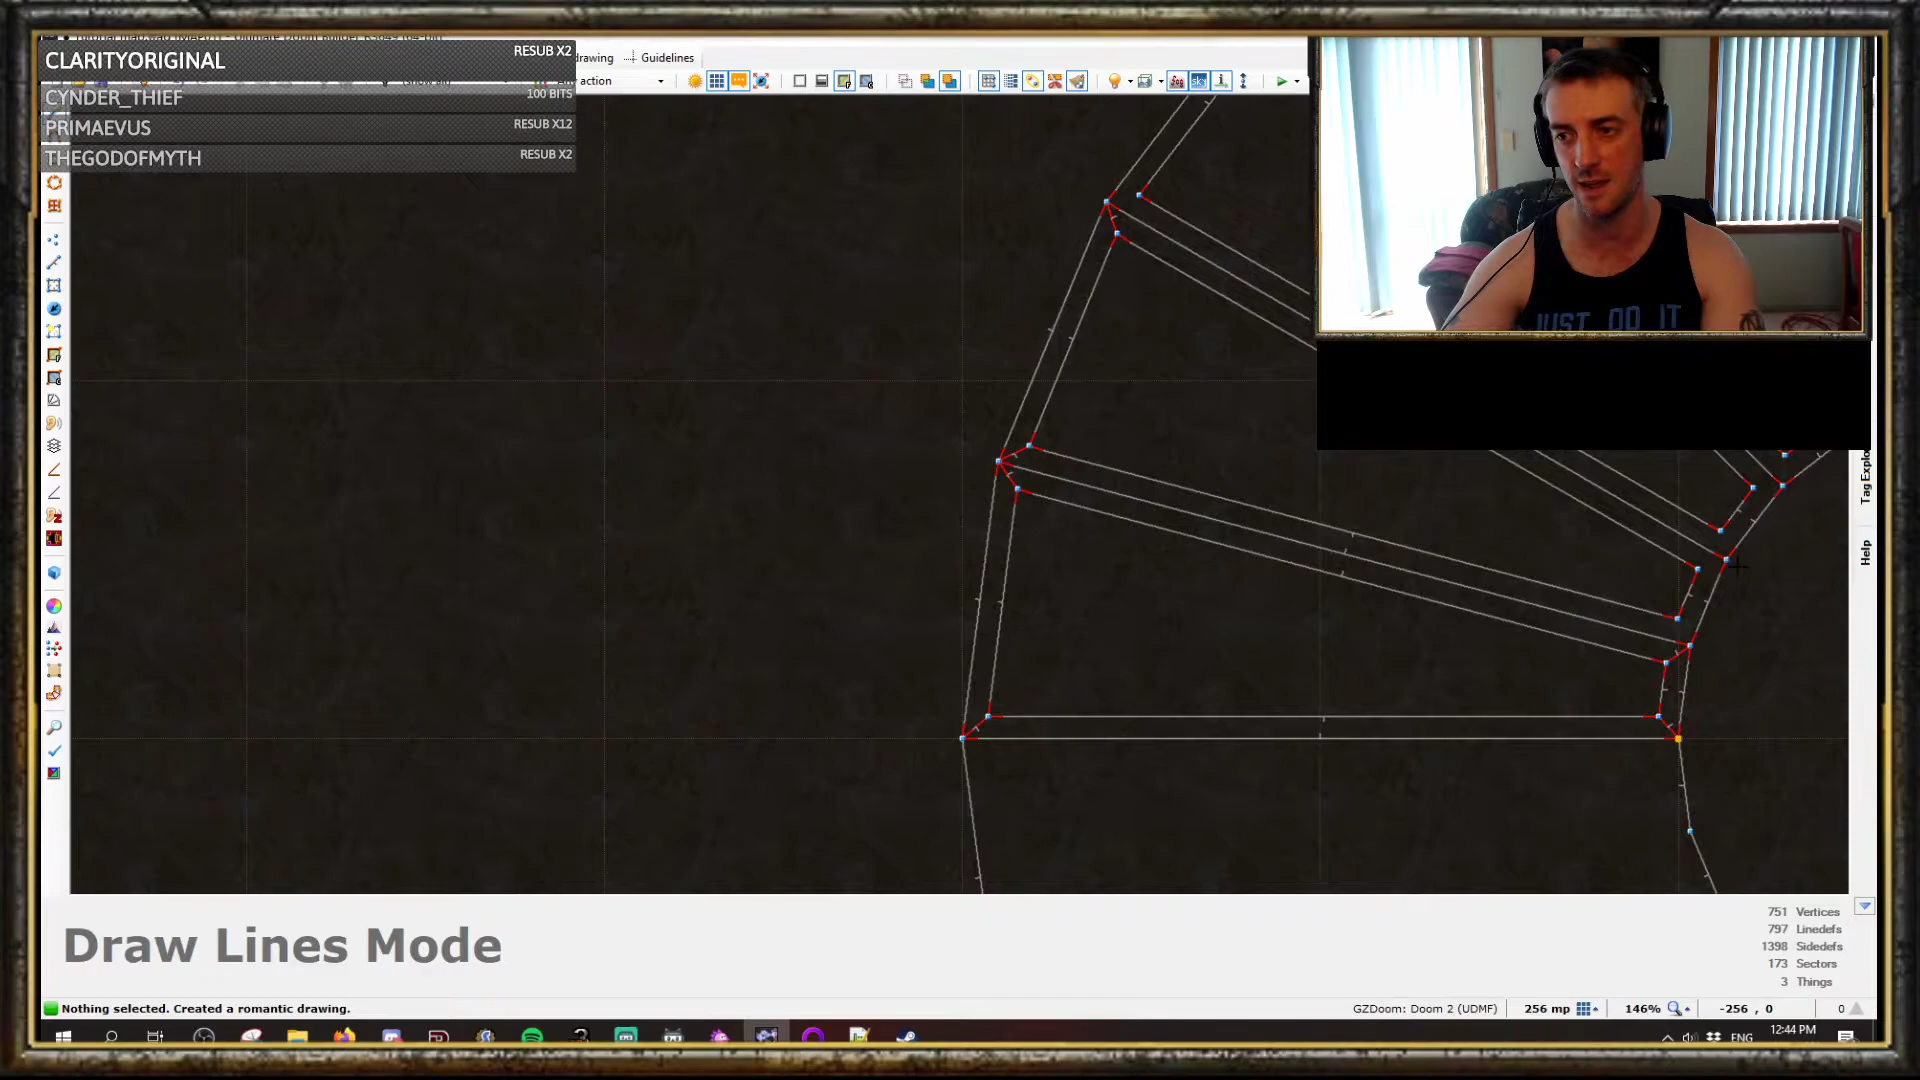 CLARITYORIGINAL RESUB X2
CYNDER_THIEF 100 BITS
PRIMAEVUS RESUB X12
THEGODOFMYTH RESUB X2
drawing Guidelines
action
JUST DO IT
Tag Explo
Help
Draw Lines Mode
751 Vertices
797 Linedefs
1398 Sidedefs
173 Sectors
3 Things
Nothing selected. Created a romantic drawing.
GZDoom: Doom 2 (UDMF) 256 mp 146% -256 , 0 0
12:44 PM
ENG